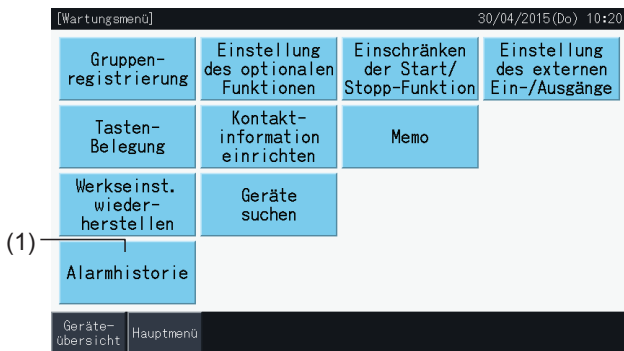 [Wartungsmenü] 30/04/2015(Do) 10:20
Gruppen-
registrierung
Einstellung
des optionalen
Funktionen
Einschränken
der Start/
Stopp-Funktion
Einstellung
des externen
Ein-/Ausgänge
Tasten-
Belegung
Kontakt-
information
einrichten
Memo
Werkseinst.
wieder-
herstellen
Geräte
suchen
(1)
Alarmhistorie
Geräte-
übersicht
Hauptmenü